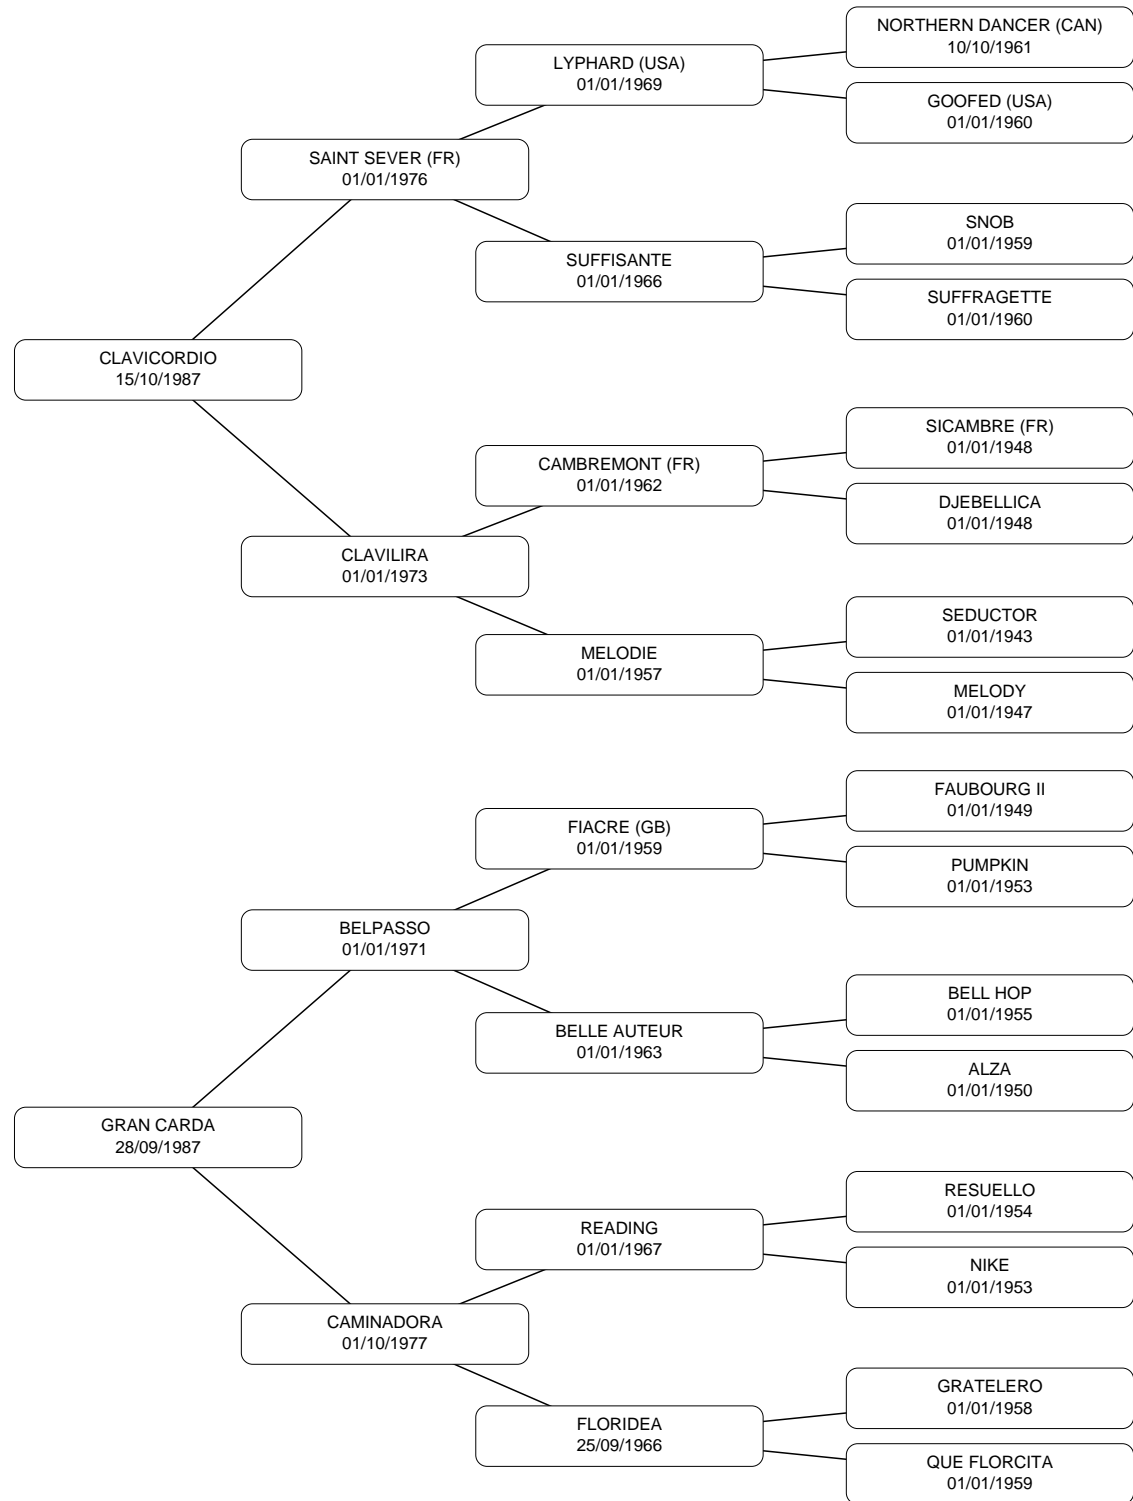 NORTHERN DANCER (CAN)
10/10/1961
LYPHARD (USA)
01/01/1969
GOOFED (USA)
01/01/1960
SAINT SEVER (FR)
01/01/1976
SNOB
01/01/1959
SUFFISANTE
01/01/1966
SUFFRAGETTE
01/01/1960
CLAVICORDIO
15/10/1987
SICAMBRE (FR)
01/01/1948
CAMBREMONT (FR)
01/01/1962
DJEBELLICA
01/01/1948
CLAVILIRA
01/01/1973
SEDUCTOR
01/01/1943
MELODIE
01/01/1957
MELODY
01/01/1947
FAUBOURG II
01/01/1949
FIACRE (GB)
01/01/1959
PUMPKIN
01/01/1953
BELPASSO
01/01/1971
BELL HOP
01/01/1955
BELLE AUTEUR
01/01/1963
ALZA
01/01/1950
GRAN CARDA
28/09/1987
RESUELLO
01/01/1954
READING
01/01/1967
NIKE
01/01/1953
CAMINADORA
01/10/1977
GRATELERO
01/01/1958
FLORIDEA
25/09/1966
QUE FLORCITA
01/01/1959